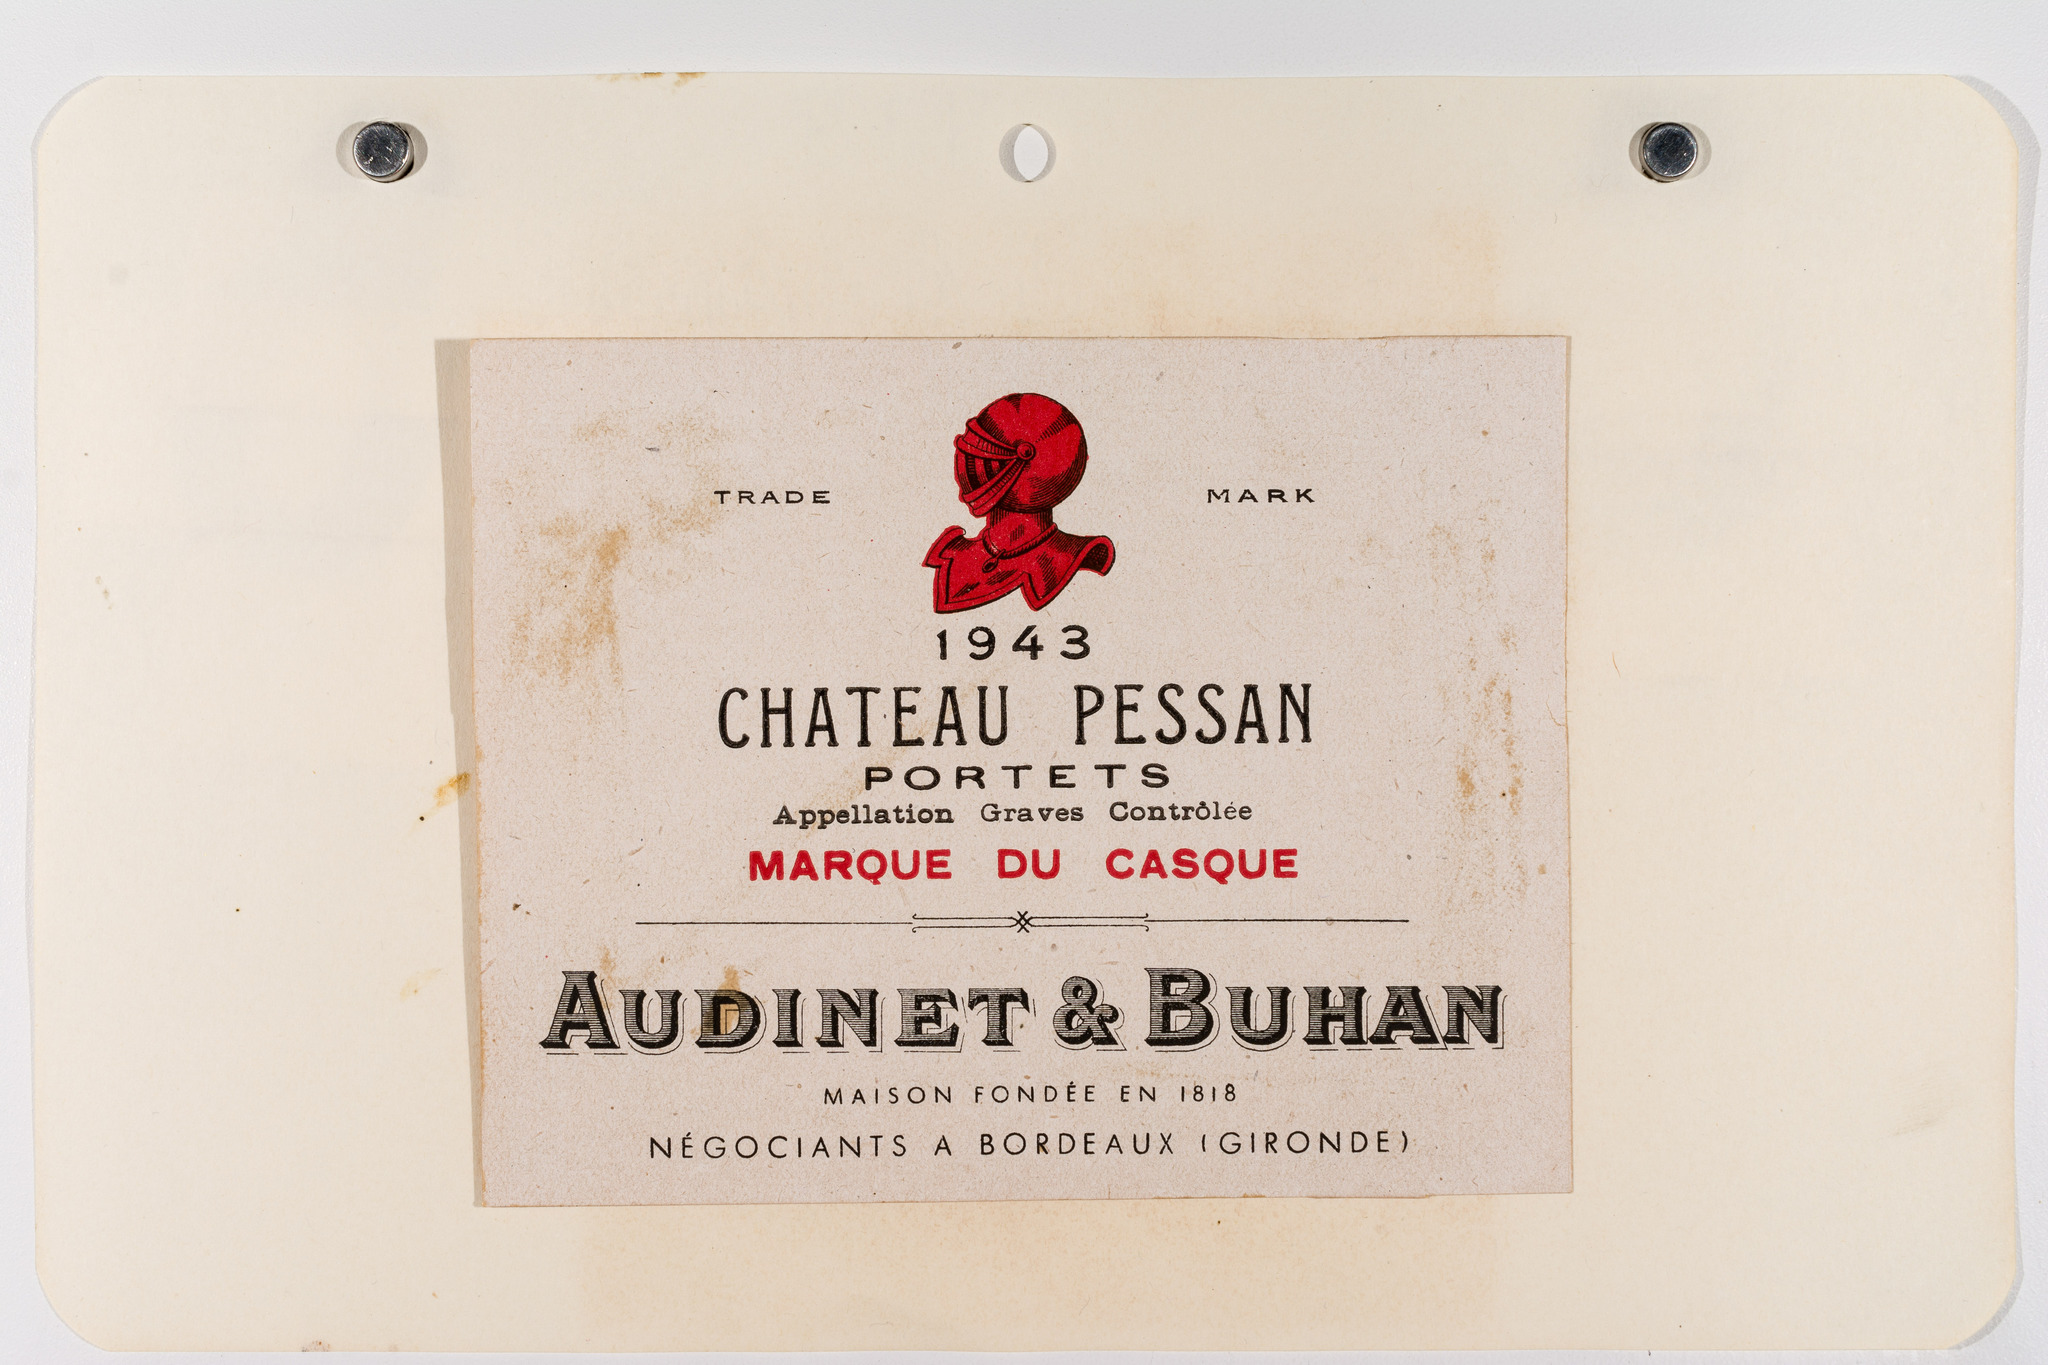 TRADE MARK
1943
CHATEAU PESSAN
PORTETS
Appellation Graves Contrôlée
MARQUE DU CASQUE
AUDINET & BUHAN
MAISON FONDÉE EN 1818
NÉGOCIANTS A BORDEAUX (GIRONDE)